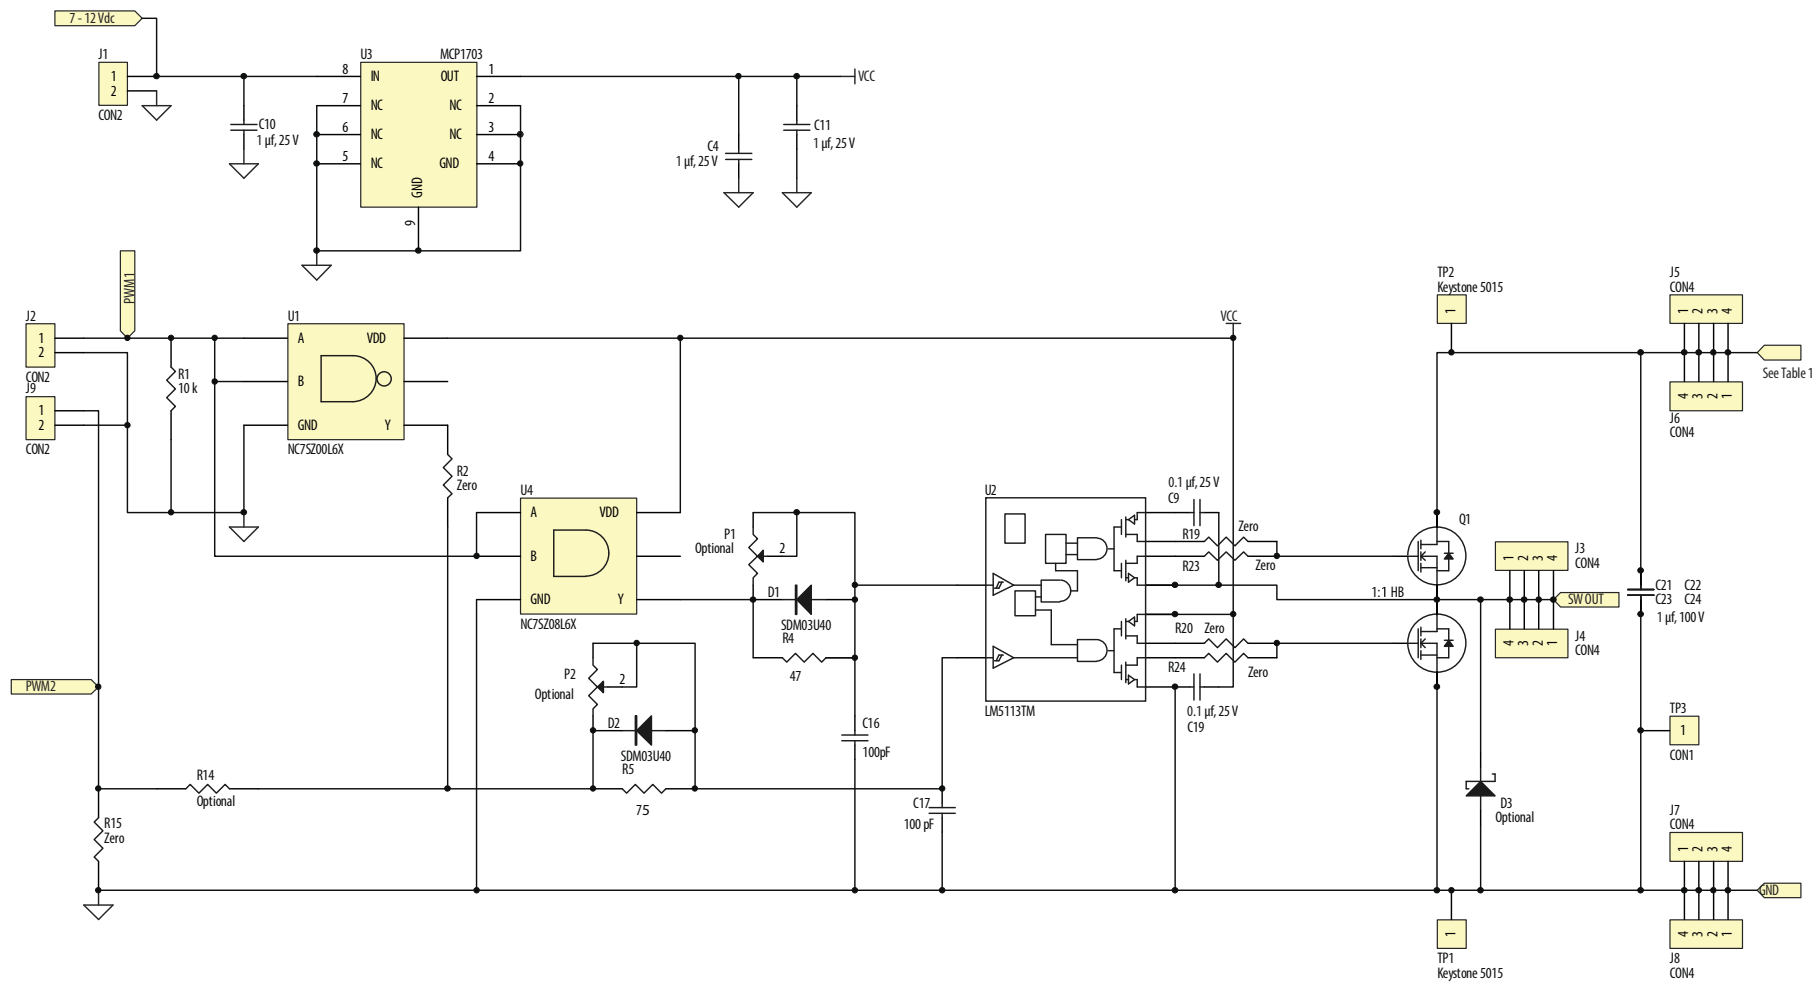 7 - 12 Vdc
J1
1
2
CON2
C10
1 µf, 25 V
U3
MCP1703
8 IN OUT 1
7 NC NC 2
6 NC NC 3
5 NC GND 4
GND
9
C4
1 µf, 25 V
C11
1 µf, 25 V
VCC
PWM1
J2
1
2
CON2
J9
1
2
CON2
R1
10 k
U1
A VDD
B
GND Y
NC7SZ00L6X
R2
Zero
U4
A VDD
B
GND Y
NC7SZ08L6X
P1
Optional
2
D1
SDM03U40
R4
47
P2
Optional
2
D2
SDM03U40
R5
75
C16
100pF
C17
100 pF
PWM2
R14
Optional
R15
Zero
U2
LM5113TM
0.1 µf, 25 V
C9
VCC
R19
Zero
R23
Zero
R20
Zero
R24
Zero
0.1 µf, 25 V
C19
1:1 HB
Q1
TP2
Keystone 5015
1
J5
CON4
1 2 3 4
See Table 1
4 3 2 1
J6
CON4
1 2 3 4
J3
CON4
SW OUT
4 3 2 1
J4
CON4
C21 C22
C23 C24
1 µf, 100 V
TP3
1
CON1
D3
Optional
J7
CON4
1 2 3 4
GND
4 3 2 1
J8
CON4
1
TP1
Keystone 5015